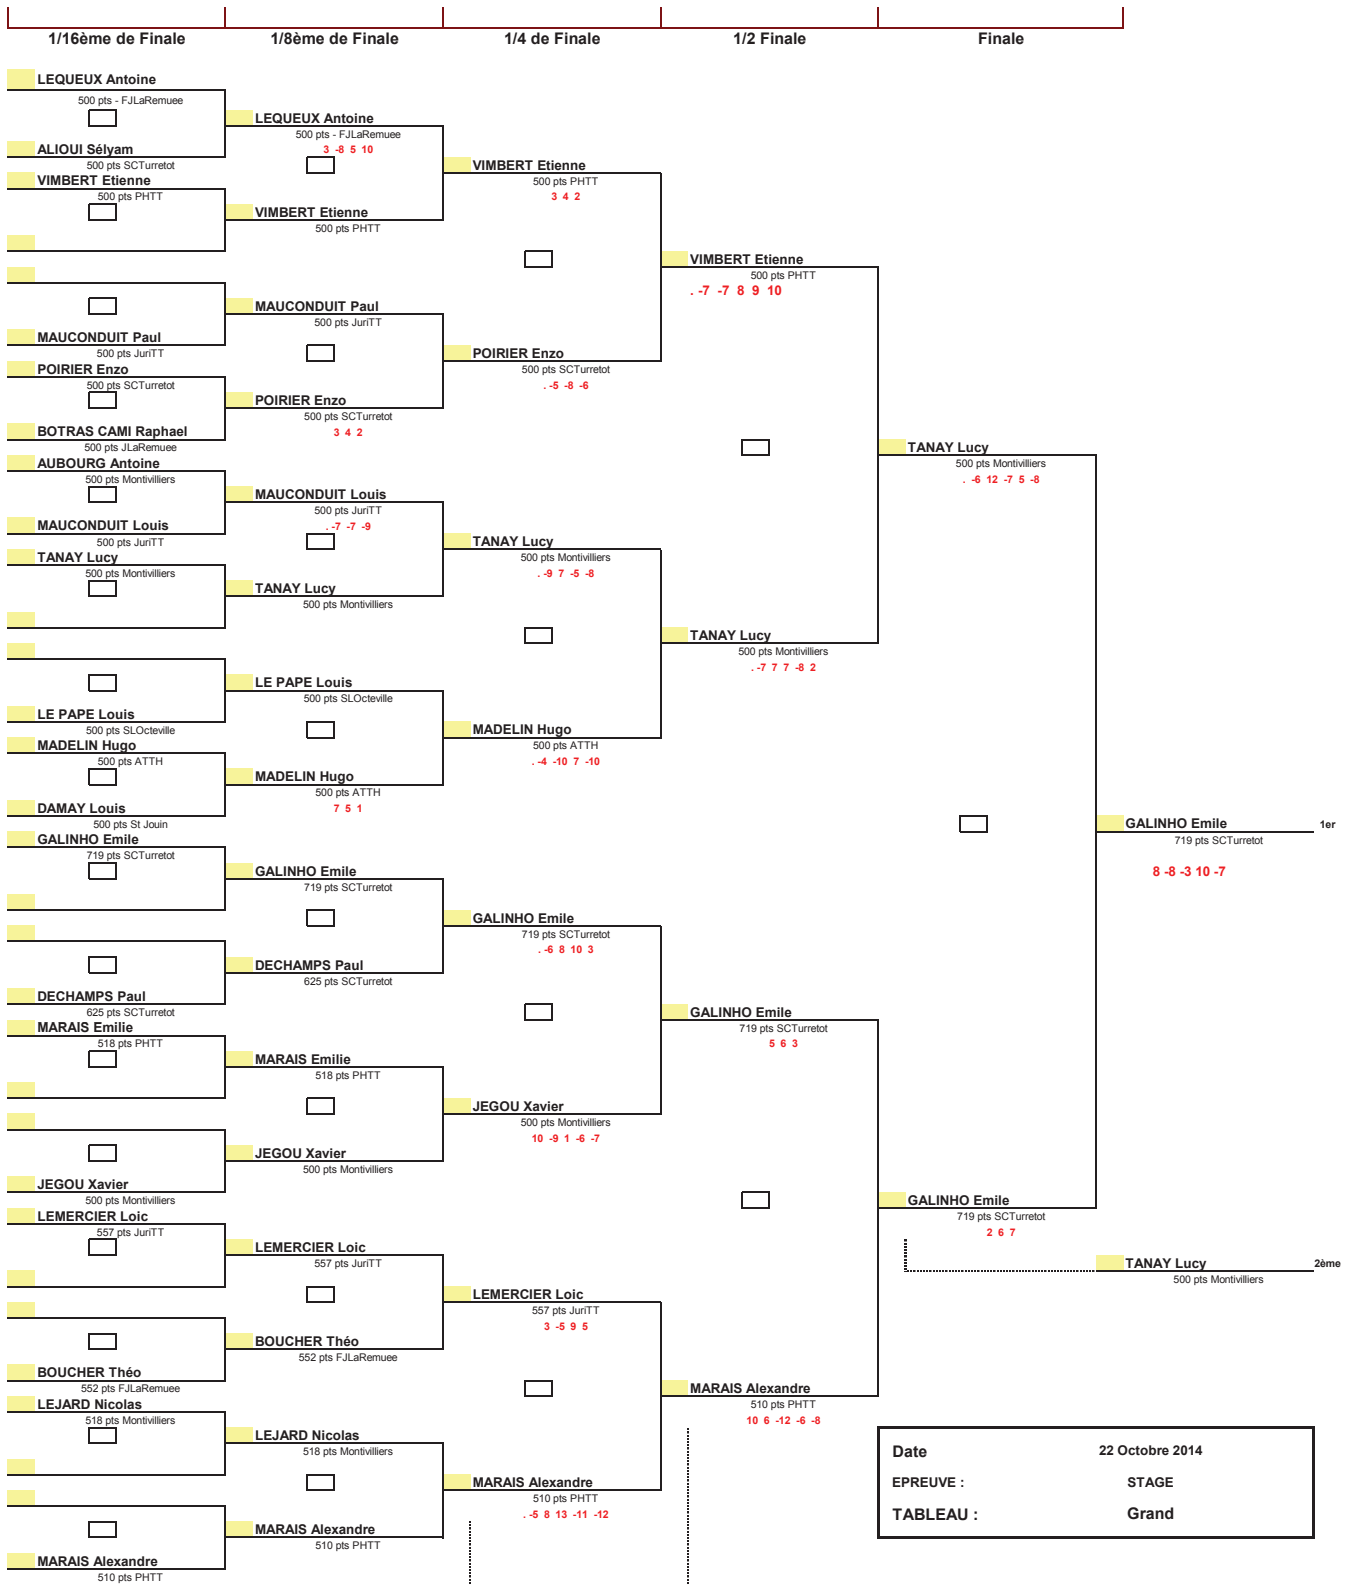 1/16ème de Finale
1/8ème de Finale
1/4 de Finale
1/2 Finale
Finale
LEQUEUX Antoine
500 pts - FJLaRemuee
ALIOUI Sélyam
500 pts SCTurretot
VIMBERT Etienne
500 pts PHTT
MAUCONDUIT Paul
500 pts JuriTT
POIRIER Enzo
500 pts SCTurretot
BOTRAS CAMI Raphael
500 pts JLaRemuee
AUBOURG Antoine
500 pts Montivilliers
MAUCONDUIT Louis
500 pts JuriTT
TANAY Lucy
500 pts Montivilliers
LE PAPE Louis
500 pts SLOcteville
MADELIN Hugo
500 pts ATTH
DAMAY Louis
500 pts St Jouin
GALINHO Emile
719 pts SCTurretot
DECHAMPS Paul
625 pts SCTurretot
MARAIS Emilie
518 pts PHTT
JEGOU Xavier
500 pts Montivilliers
LEMERCIER Loic
557 pts JuriTT
BOUCHER Théo
552 pts FJLaRemuee
LEJARD Nicolas
518 pts Montivilliers
MARAIS Alexandre
510 pts PHTT
LEQUEUX Antoine
500 pts - FJLaRemuee
3 -8 5 10
VIMBERT Etienne
500 pts PHTT
MAUCONDUIT Paul
500 pts JuriTT
POIRIER Enzo
500 pts SCTurretot
3 4 2
MAUCONDUIT Louis
500 pts JuriTT
. -7 -7 -9
TANAY Lucy
500 pts Montivilliers
LE PAPE Louis
500 pts SLOcteville
MADELIN Hugo
500 pts ATTH
7 5 1
GALINHO Emile
719 pts SCTurretot
DECHAMPS Paul
625 pts SCTurretot
MARAIS Emilie
518 pts PHTT
JEGOU Xavier
500 pts Montivilliers
LEMERCIER Loic
557 pts JuriTT
BOUCHER Théo
552 pts FJLaRemuee
LEJARD Nicolas
518 pts Montivilliers
MARAIS Alexandre
510 pts PHTT
VIMBERT Etienne
500 pts PHTT
3 4 2
POIRIER Enzo
500 pts SCTurretot
. -5 -8 -6
TANAY Lucy
500 pts Montivilliers
. -9 7 -5 -8
MADELIN Hugo
500 pts ATTH
. -4 -10 7 -10
GALINHO Emile
719 pts SCTurretot
. -6 8 10 3
JEGOU Xavier
500 pts Montivilliers
10 -9 1 -6 -7
LEMERCIER Loic
557 pts JuriTT
3 -5 9 5
MARAIS Alexandre
510 pts PHTT
. -5 8 13 -11 -12
VIMBERT Etienne
500 pts PHTT
. -7 -7 8 9 10
TANAY Lucy
500 pts Montivilliers
. -7 7 7 -8 2
GALINHO Emile
719 pts SCTurretot
5 6 3
MARAIS Alexandre
510 pts PHTT
10 6 -12 -6 -8
TANAY Lucy
500 pts Montivilliers
. -6 12 -7 5 -8
GALINHO Emile
719 pts SCTurretot
2 6 7
GALINHO Emile 1er
719 pts SCTurretot
8 -8 -3 10 -7
TANAY Lucy 2ème
500 pts Montivilliers
Date 22 Octobre 2014
EPREUVE : STAGE
TABLEAU : Grand